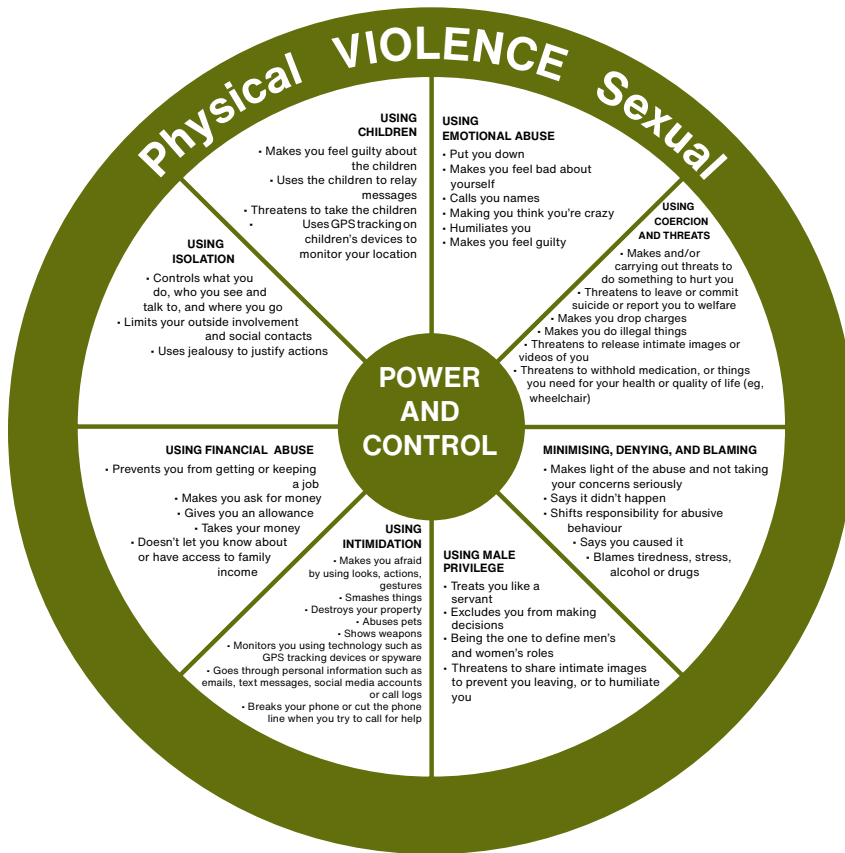 Physical VIOLENCE Sexual
USING
CHILDREN
• Makes you feel guilty about
the children
• Uses the children to relay
messages
• Threatens to take the children
• Uses GPS tracking on
children's devices to
monitor your location
USING
EMOTIONAL ABUSE
• Put you down
• Makes you feel bad about
yourself
• Calls you names
• Making you think you're crazy
• Humiliates you
• Makes you feel guilty
USING
COERCION
AND THREATS
• Makes and/or
carrying out threats to
do something to hurt you
• Threatens to leave or commit
suicide or report you to welfare
• Makes you drop charges
• Makes you do illegal things
• Threatens to release intimate images or
videos of you
• Threatens to withhold medication, or things
you need for your health or quality of life (eg,
wheelchair)
USING
ISOLATION
• Controls what you
do, who you see and
talk to, and where you go
• Limits your outside involvement
and social contacts
• Uses jealousy to justify actions
POWER
AND
CONTROL
USING FINANCIAL ABUSE
• Prevents you from getting or keeping
a job
• Makes you ask for money
• Gives you an allowance
• Takes your money
• Doesn't let you know about
or have access to family
income
MINIMISING, DENYING, AND BLAMING
• Makes light of the abuse and not taking
your concerns seriously
• Says it didn't happen
• Shifts responsibility for abusive
behaviour
• Says you caused it
• Blames tiredness, stress,
alcohol or drugs
USING
INTIMIDATION
• Makes you afraid
by using looks, actions,
gestures
• Smashes things
• Destroys your property
• Abuses pets
• Shows weapons
• Monitors you using technology such as
GPS tracking devices or spyware
• Goes through personal information such as
emails, text messages, social media accounts
or call logs
• Breaks your phone or cut the phone
line when you try to call for help
USING MALE
PRIVILEGE
• Treats you like a
servant
• Excludes you from making
decisions
• Being the one to define men's
and women's roles
• Threatens to share intimate images
to prevent you leaving, or to humiliate
you